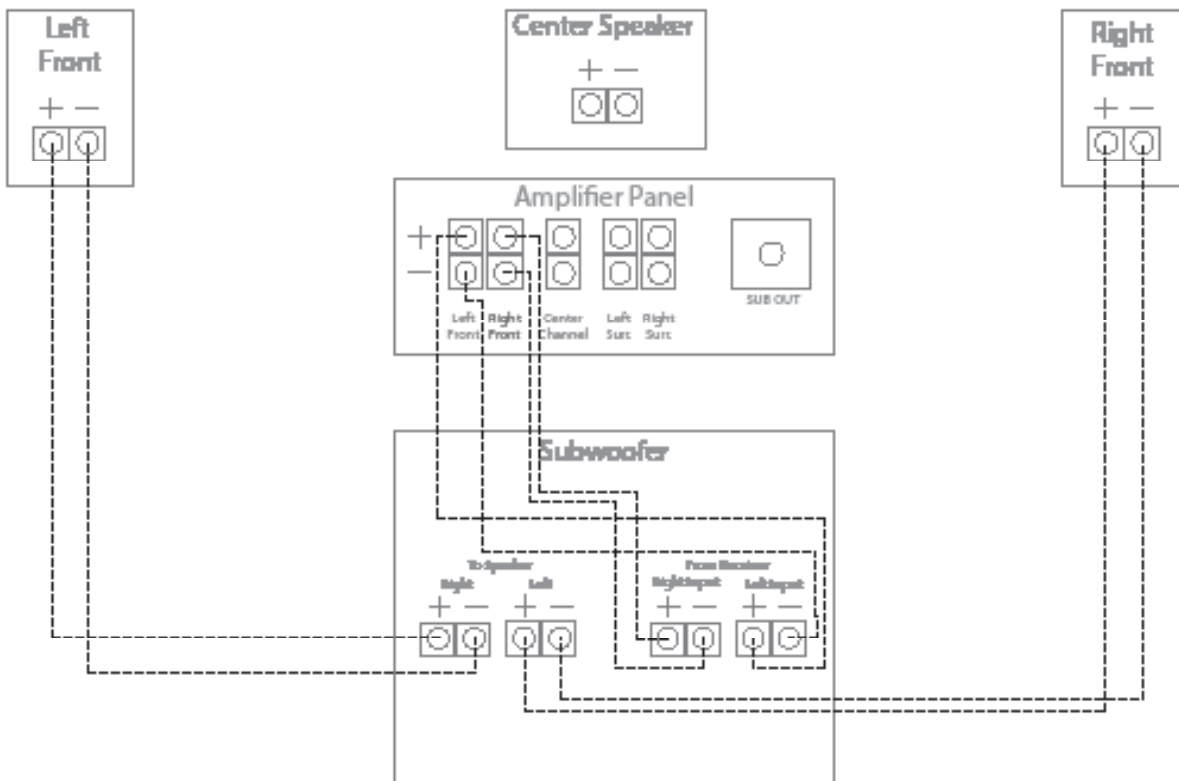 Left
Front
+ −
Center Speaker
+ −
Right
Front
+ −
Amplifier Panel
+
−
SUB OUT
Left Right Center Left Right
Front Front Channel Surr. Surr.
Subwoofer
To Speaker
From Receiver
Right Left
Right Input Left Input
+ − + −
+ − + −